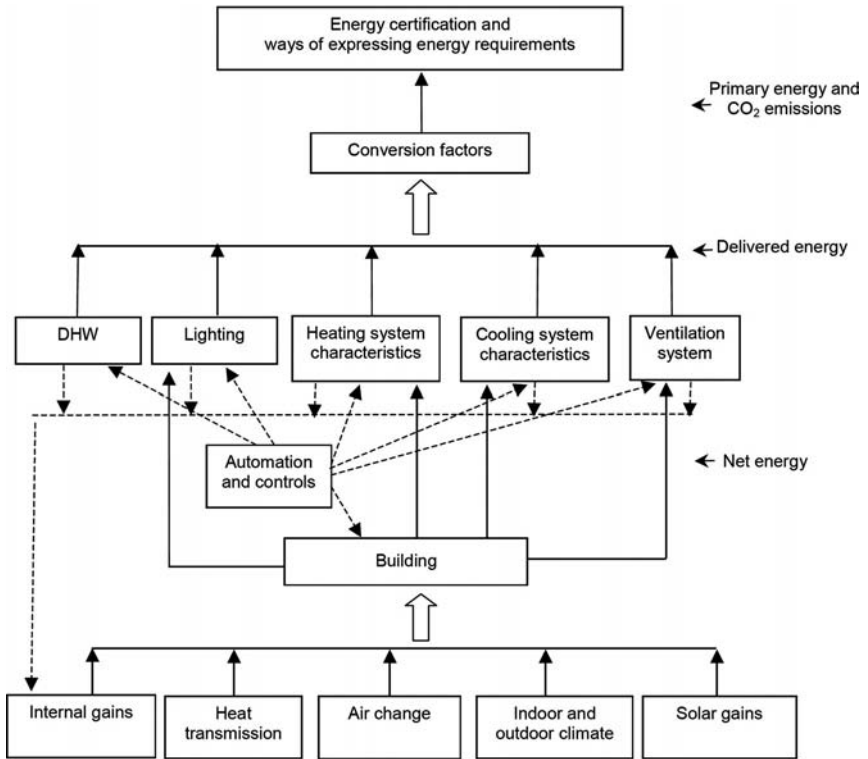 Energy certification and
ways of expressing energy requirements
Primary energy and
CO₂ emissions
Conversion factors
Delivered energy
DHW
Lighting
Heating system
characteristics
Cooling system
characteristics
Ventilation
system
Automation
and controls
Net energy
Building
Internal gains
Heat
transmission
Air change
Indoor and
outdoor climate
Solar gains